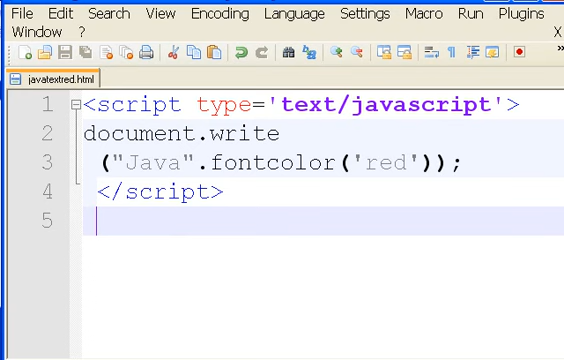 File Edit Search View Encoding Language Settings Macro Run Plugins
Window ? X
javatextred.html
1 <script type='text/javascript'>
2 document.write
3 ("Java".fontcolor('red'));
4 </script>
5